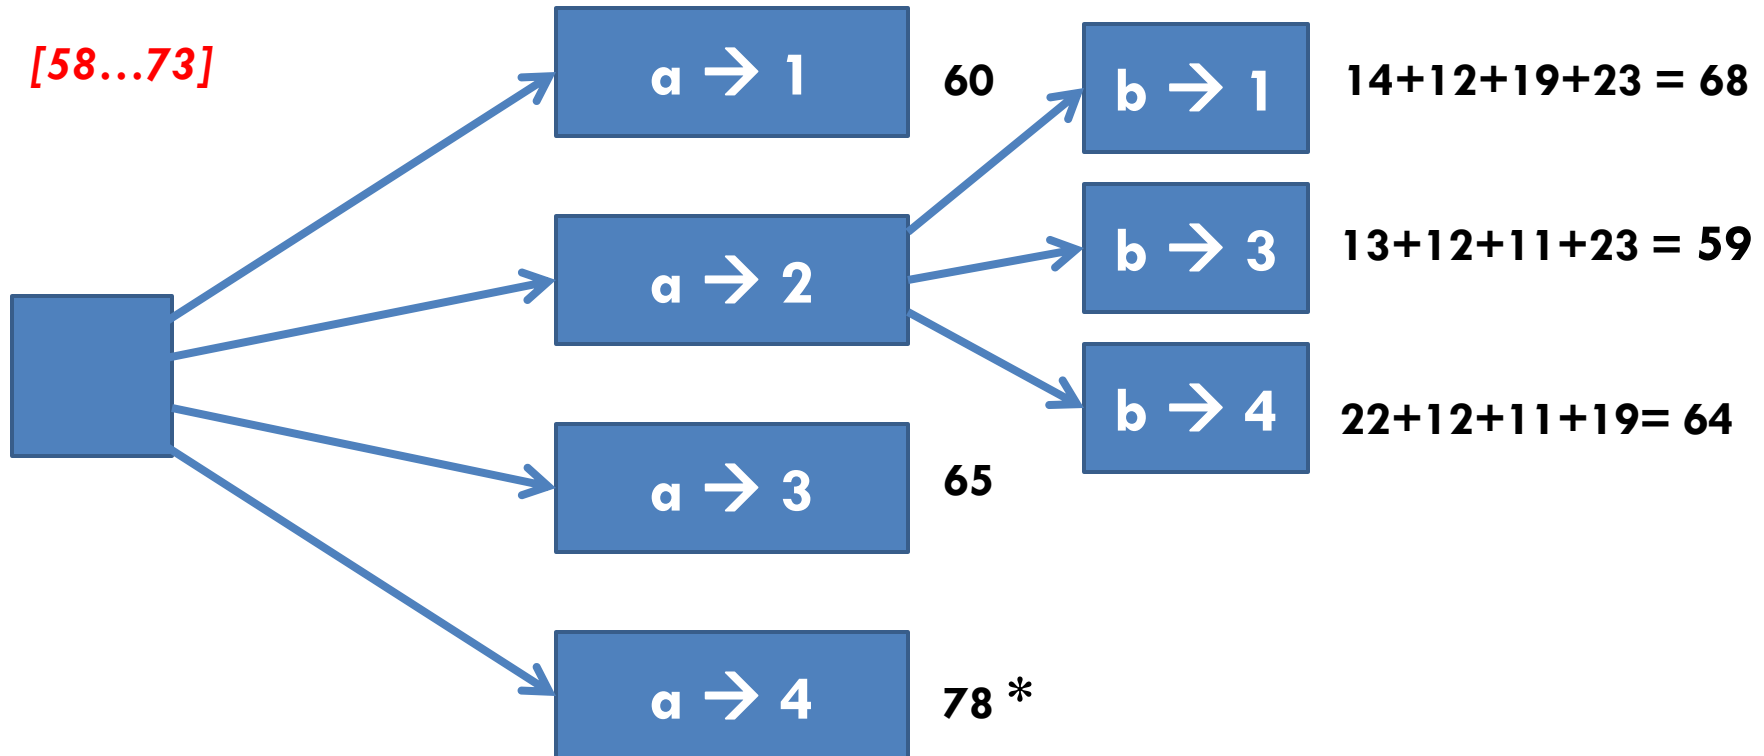 [58…73]
a → 1
60
a → 2
a → 3
65
a → 4
78 *
b → 1
14+12+19+23 = 68
b → 3
13+12+11+23 = 59
b → 4
22+12+11+19= 64